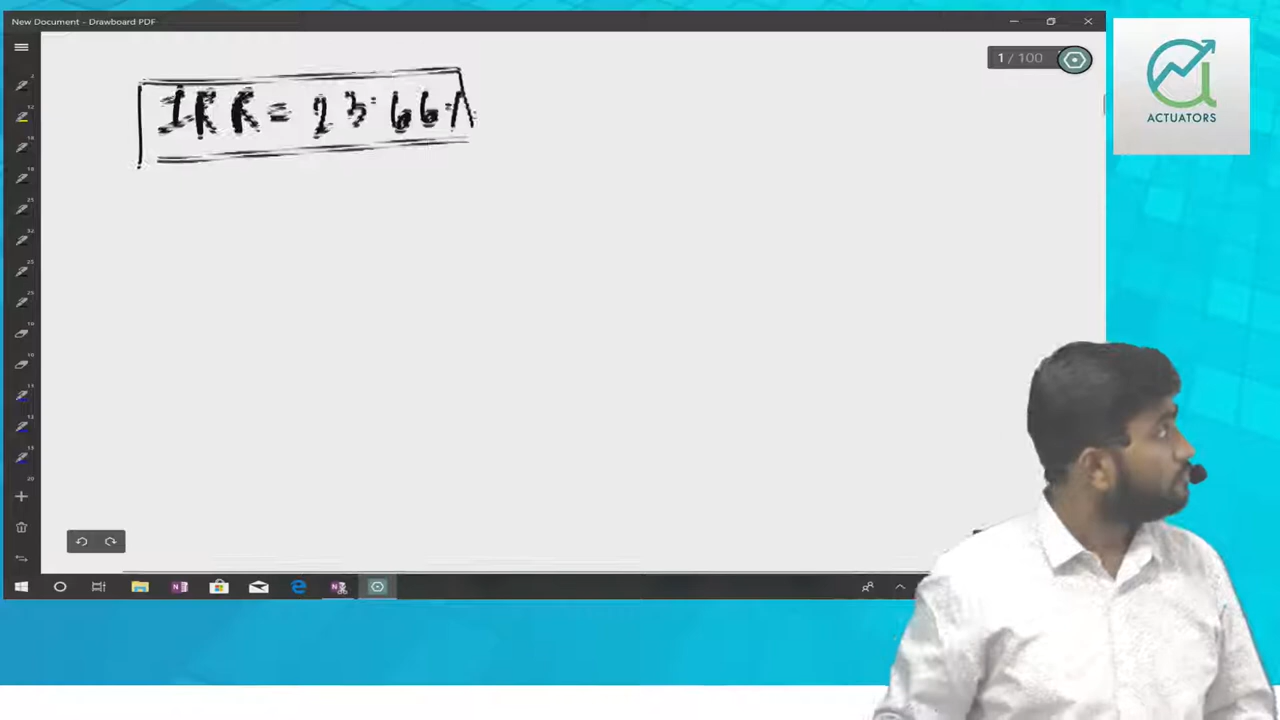 New Document - Drawboard PDF
1 / 100
IRR = 23.66%
ACTUATORS